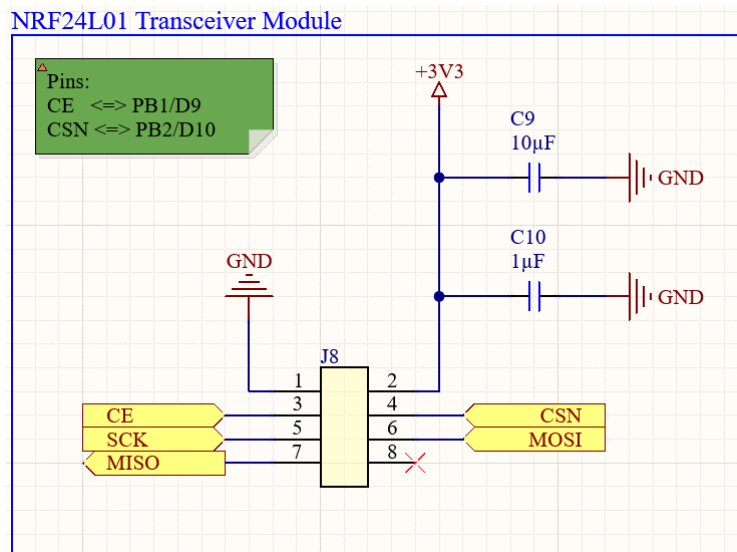 NRF24L01 Transceiver Module
Pins:
CE <=> PB1/D9
CSN <=> PB2/D10
+3V3
C9
10µF
GND
C10
1µF
GND
GND
J8
1 2
CE 3 4 CSN
SCK 5 6 MOSI
MISO 7 8